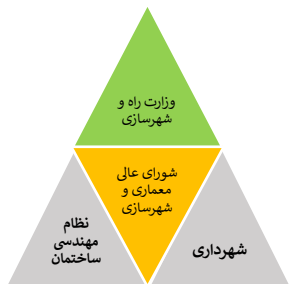 وزارت راه و
شهرسازی
شورای عالی
معماری و
شهرسازی
شهرداری
نظام
مهندسی
ساختمان